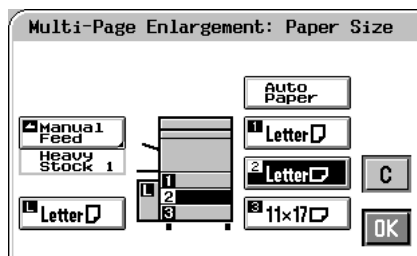 Multi-Page Enlargement: Paper Size
Auto
Paper
Manual
Feed
Heavy
Stock 1
1 Letter
2 Letter
3 11×17
L Letter
L
1
2
3
C
OK